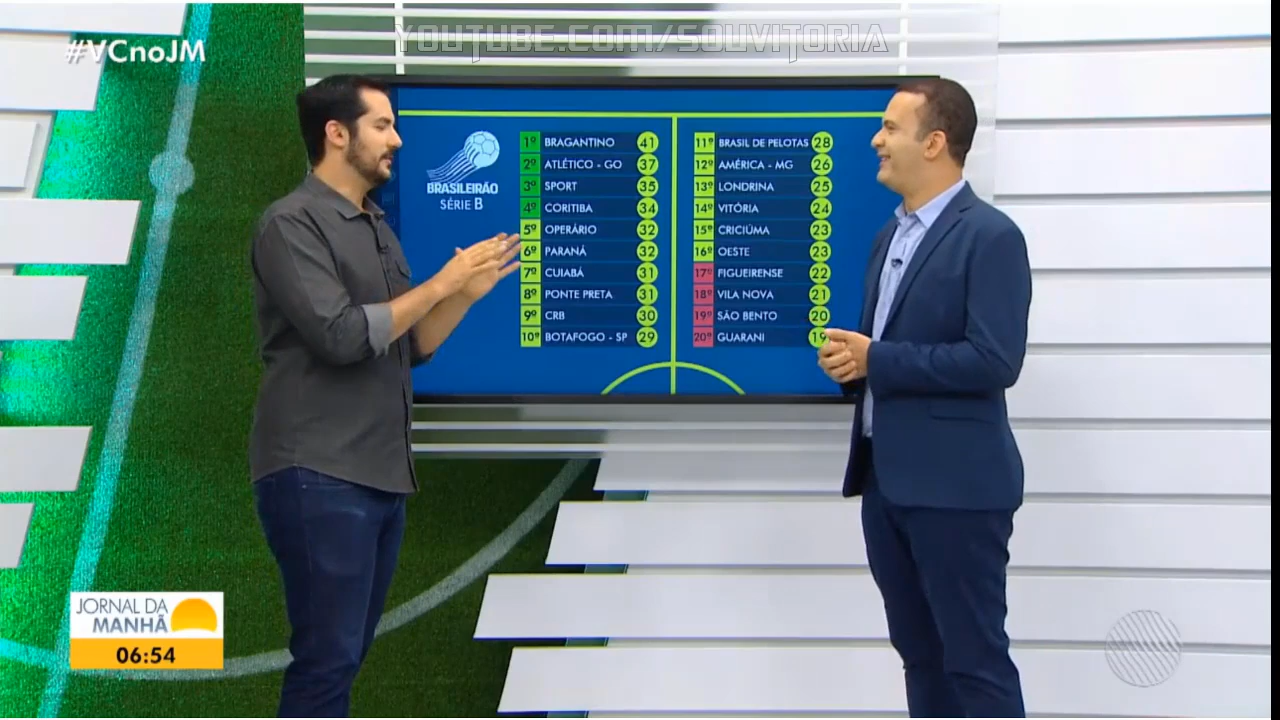 YOUTUBE.COM/SOUVITORIA
#VCnoJM
BRASILEIRÃO
SÉRIE B
1º BRAGANTINO 41
2º ATLÉTICO - GO 37
3º SPORT 35
4º CORITIBA 34
5º OPERÁRIO 32
6º PARANÁ 32
7º CUIABÁ 31
8º PONTE PRETA 31
9º CRB 30
10º BOTAFOGO - SP 29
11º BRASIL DE PELOTAS 28
12º AMÉRICA - MG 26
13º LONDRINA 25
14º VITÓRIA 24
15º CRICIÚMA 23
16º OESTE 23
17º FIGUEIRENSE 22
18º VILA NOVA 21
19º SÃO BENTO 20
20º GUARANI 19
JORNAL DA
MANHÃ
06:54